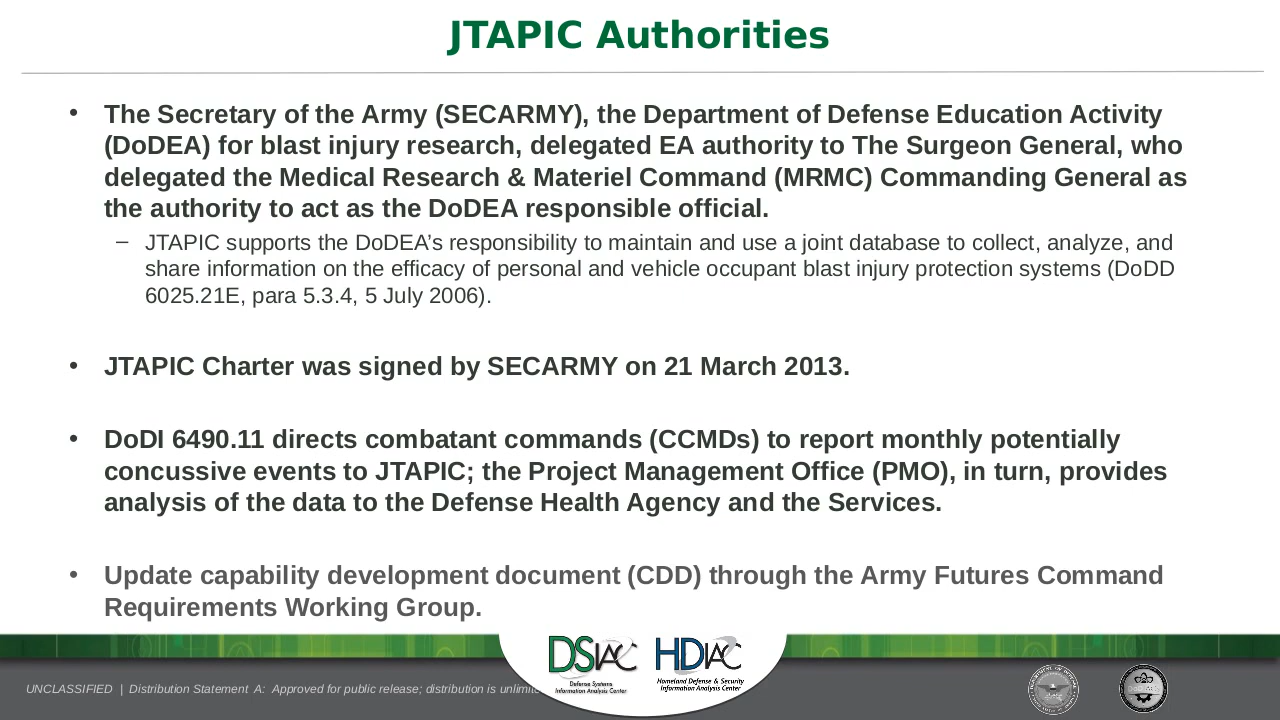 JTAPIC Authorities
• The Secretary of the Army (SECARMY), the Department of Defense Education Activity
(DoDEA) for blast injury research, delegated EA authority to The Surgeon General, who
delegated the Medical Research & Materiel Command (MRMC) Commanding General as
the authority to act as the DoDEA responsible official.
– JTAPIC supports the DoDEA’s responsibility to maintain and use a joint database to collect, analyze, and
share information on the efficacy of personal and vehicle occupant blast injury protection systems (DoDD
6025.21E, para 5.3.4, 5 July 2006).
• JTAPIC Charter was signed by SECARMY on 21 March 2013.
• DoDI 6490.11 directs combatant commands (CCMDs) to report monthly potentially
concussive events to JTAPIC; the Project Management Office (PMO), in turn, provides
analysis of the data to the Defense Health Agency and the Services.
• Update capability development document (CDD) through the Army Futures Command
Requirements Working Group.
DSIAC HDIAC
Defense Systems
Information Analysis Center
Homeland Defense & Security
Information Analysis Center
UNCLASSIFIED | Distribution Statement A: Approved for public release; distribution is